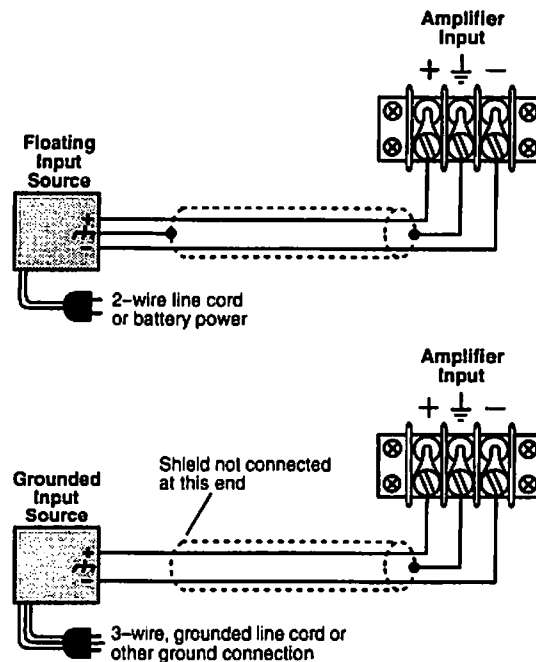 Amplifier
Input
+ −
Floating
Input
Source
+
−
2–wire line cord
or battery power
Amplifier
Input
+ −
Shield not connected
at this end
Grounded
Input
Source
+
−
3–wire, grounded line cord or
other ground connection